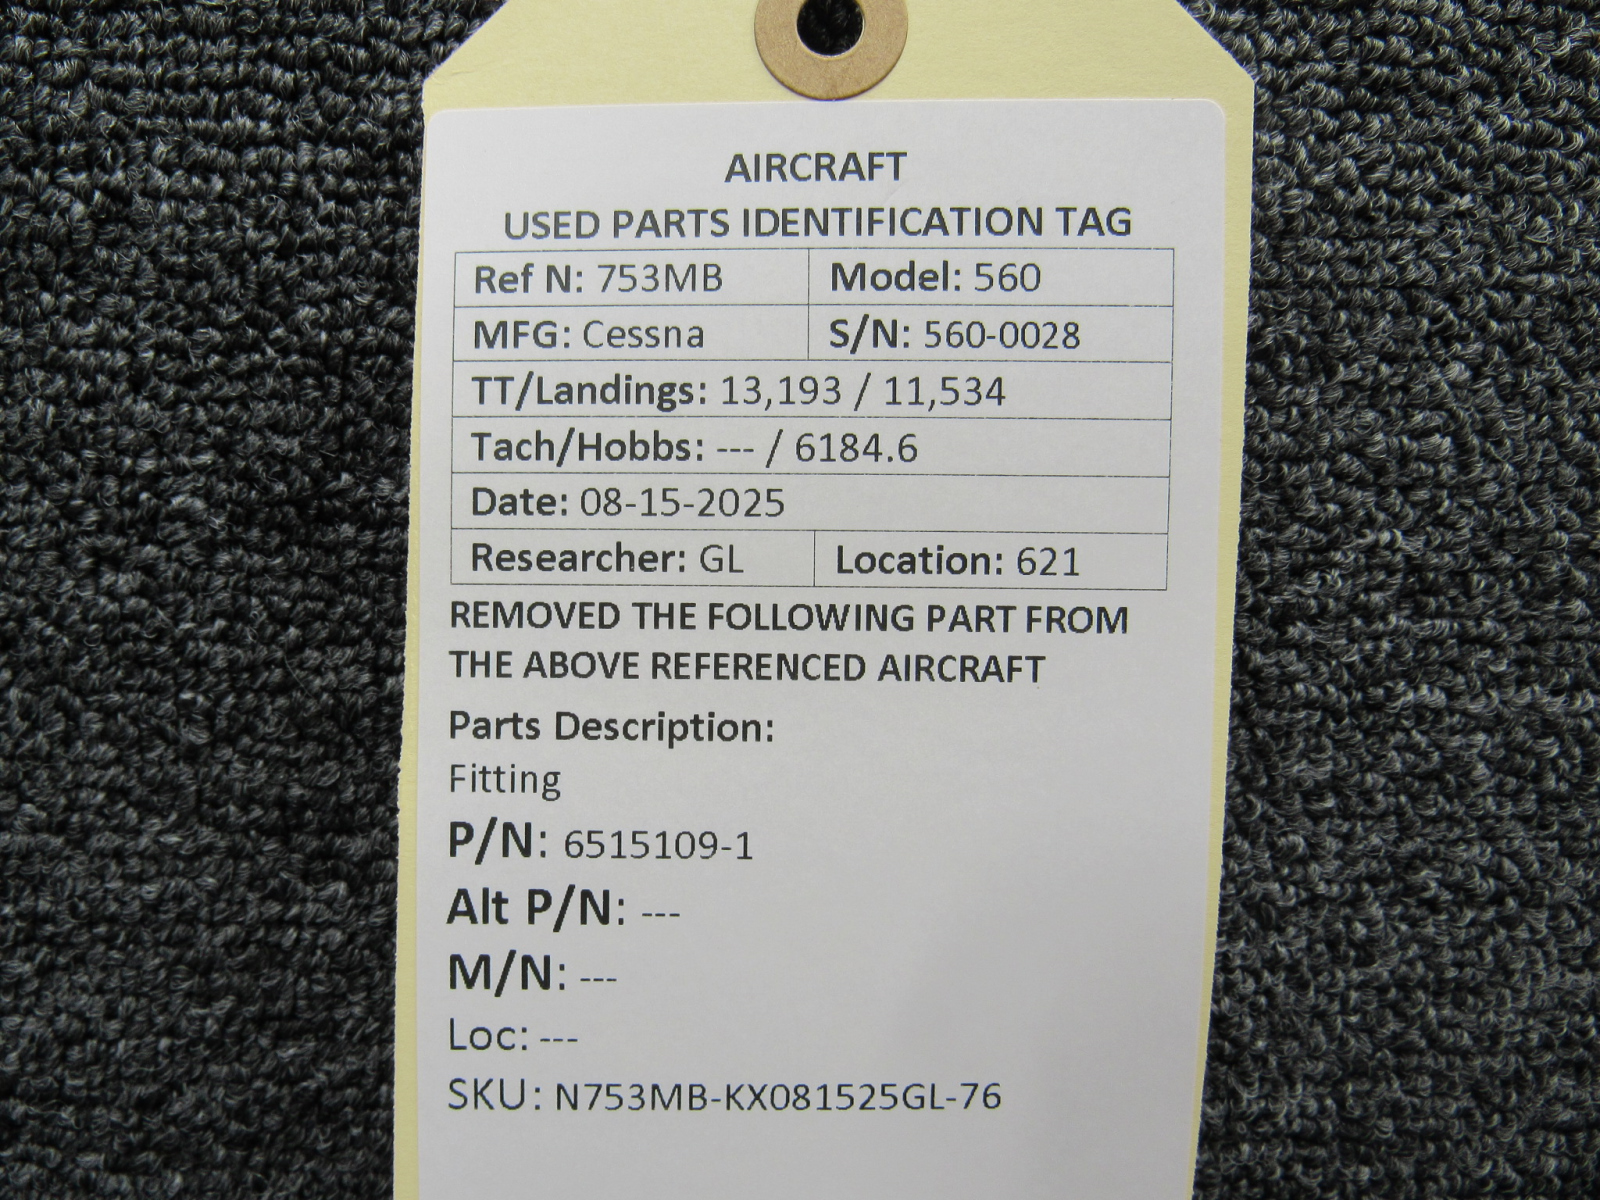 AIRCRAFT
USED PARTS IDENTIFICATION TAG
Ref N: 753MB Model: 560
MFG: Cessna S/N: 560-0028
TT/Landings: 13,193 / 11,534
Tach/Hobbs: --- / 6184.6
Date: 08-15-2025
Researcher: GL Location: 621
REMOVED THE FOLLOWING PART FROM
THE ABOVE REFERENCED AIRCRAFT
Parts Description:
Fitting
P/N: 6515109-1
Alt P/N: ---
M/N: ---
Loc: ---
SKU: N753MB-KX081525GL-76